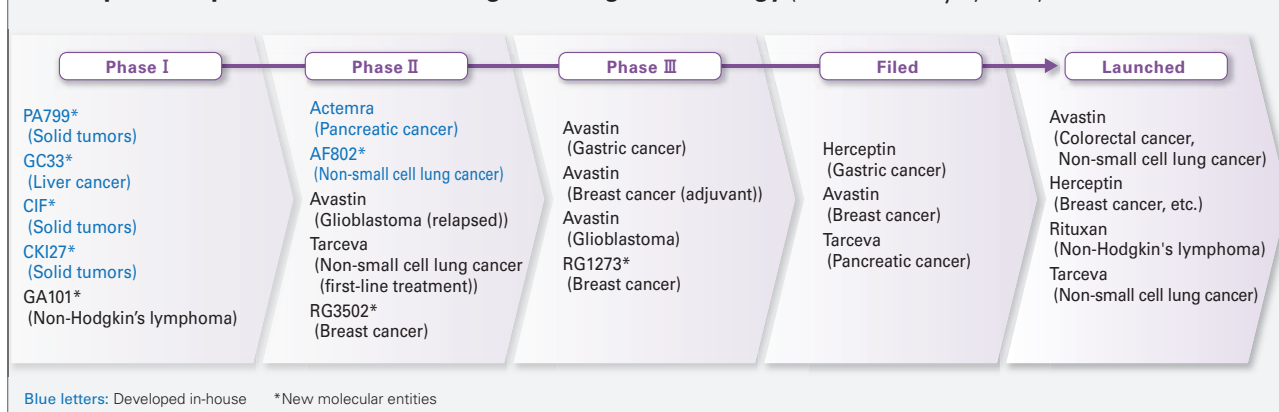 Phase I
Phase II
Phase III
Filed
Launched
PA799*
(Solid tumors)
GC33*
(Liver cancer)
CIF*
(Solid tumors)
CKI27*
(Solid tumors)
GA101*
(Non-Hodgkin’s lymphoma)
Actemra
(Pancreatic cancer)
AF802*
(Non-small cell lung cancer)
Avastin
(Glioblastoma (relapsed))
Tarceva
(Non-small cell lung cancer
(first-line treatment))
RG3502*
(Breast cancer)
Avastin
(Gastric cancer)
Avastin
(Breast cancer (adjuvant))
Avastin
(Glioblastoma)
RG1273*
(Breast cancer)
Herceptin
(Gastric cancer)
Avastin
(Breast cancer)
Tarceva
(Pancreatic cancer)
Avastin
(Colorectal cancer,
Non-small cell lung cancer)
Herceptin
(Breast cancer, etc.)
Rituxan
(Non-Hodgkin's lymphoma)
Tarceva
(Non-small cell lung cancer)
Blue letters: Developed in-house *New molecular entities